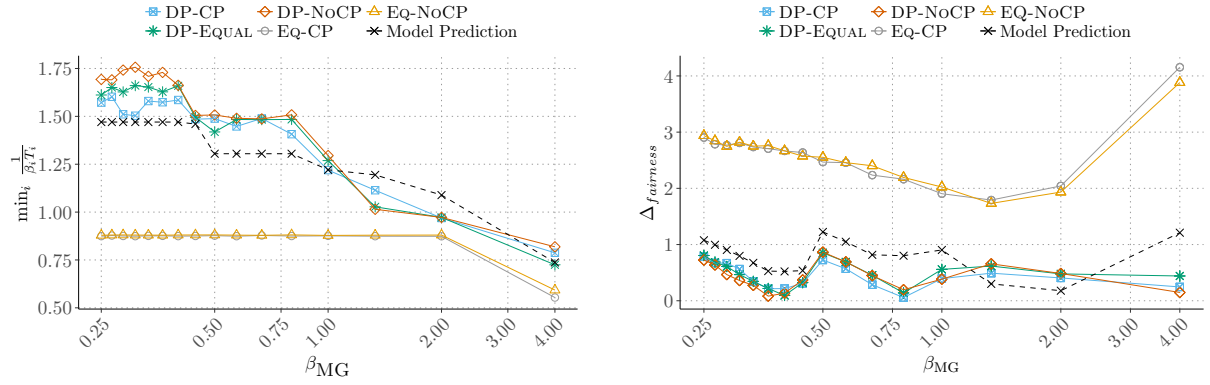 DP-CP DP-NOCP EQ-NOCP
DP-EQUAL EQ-CP Model Prediction
min_i 1/(β_i T_i)
1.75
1.50
1.25
1.00
0.75
0.50
0.25 0.50 0.75 1.00 2.00 3.00 4.00
β_MG
DP-CP DP-NOCP EQ-NOCP
DP-EQUAL EQ-CP Model Prediction
Δ_fairness
4
3
2
1
0
0.25 0.50 0.75 1.00 2.00 3.00 4.00
β_MG